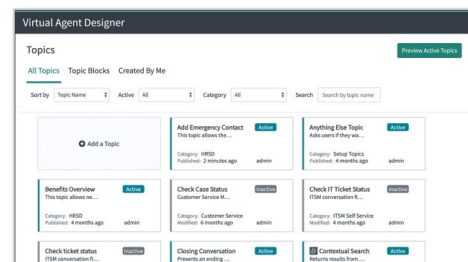 Virtual Agent Designer
Topics
Preview Active Topics
All Topics Topic Blocks Created By Me
Sort by Topic Name Active All Category All Search Search by topic name
Add a Topic
Add Emergency Contact Active
This topic allows the...
Category: HRSD
Published: 2 minutes ago admin
Anything Else Topic Active
Asks users if they wa...
Category: Setup Topics
Published: 4 months ago admin
Benefits Overview Active
This topic allows ne...
Category: HRSD
Published: 4 months ago admin
Check Case Status Inactive
Customer Service M...
Category: Customer Service
Modified: 6 months ago admin
Check IT Ticket Status Inactive
ITSM conversation fl...
Category: ITSM Self Service
Modified: 4 months ago admin
Check ticket status Inactive
ITSM conversation fl...
Closing Conversation Active
Presents an ending ...
Contextual Search Active
Returns results from ...